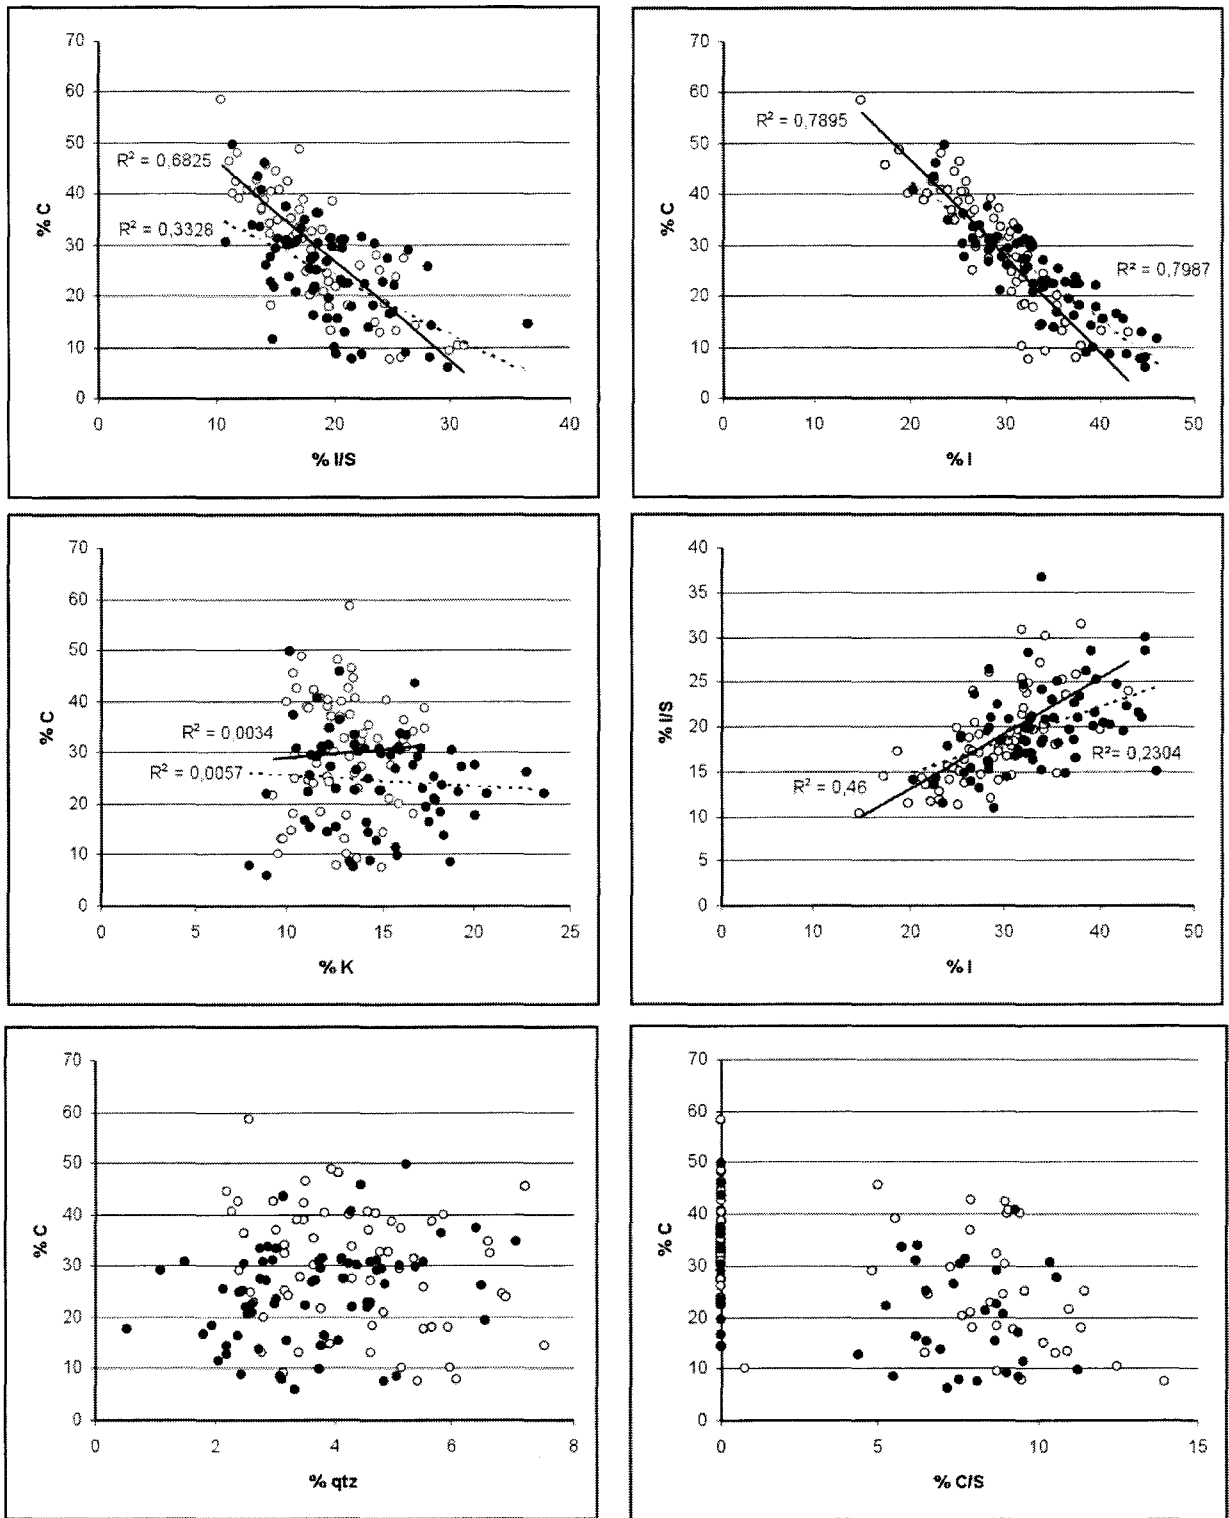 70
60
50
40
30
20
10
0
% C
R² = 0,6825
R² = 0,3328
0 10 20 30 40
% I/S
70
60
50
40
30
20
10
0
% C
R² = 0,7895
R² = 0,7987
0 10 20 30 40 50
% I
70
60
50
40
30
20
10
0
% C
R² = 0,0034
R² = 0,0057
0 5 10 15 20 25
% K
40
35
30
25
20
15
10
5
0
% I/S
R² = 0,46
R² = 0,2304
0 10 20 30 40 50
% I
70
60
50
40
30
20
10
0
% C
0 2 4 6 8
% qtz
70
60
50
40
30
20
10
0
% C
0 5 10 15
% C/S